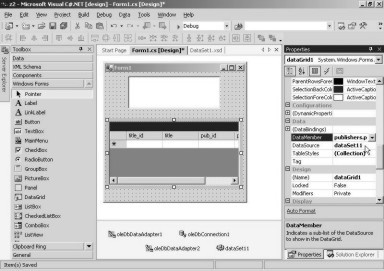 z2 - Microsoft Visual C#.NET [design] - Form1.cs [Design]*
File Edit View Project Build Debug Data Tools Window Help
Debug
Toolbox
Start Page Form1.cs [Design]* DataSet1.xsd
Properties
Server Explorer
Data
XML Schema
Components
Windows Forms
Pointer
A Label
A LinkLabel
ab Button
abl TextBox
MainMenu
CheckBox
RadioButton
GroupBox
PictureBox
Panel
DataGrid
ListBox
CheckedListBox
ComboBox
ListView
Clipboard Ring
General
Form1
title_id title pub_id
oleDbDataAdapter1 oleDbConnection1
oleDbDataAdapter2 dataSet11
dataGrid1 System.Windows.Forms.
ParentRowsForeC WindowText
SelectionBackCol ActiveCaptio
SelectionForeCol ActiveCaptio
Configurations
(DynamicPropert
Data
(DataBindings)
DataMember publishers.p
DataSource dataSet11
TableStyles (Collection)
Tag
Design
(Name) dataGrid1
Locked False
Modifiers Private
Display
Auto Format
DataMember
Indicates a sub-list of the DataSource
to show in the DataGrid.
Properties Solution Explorer
Item(s) Saved